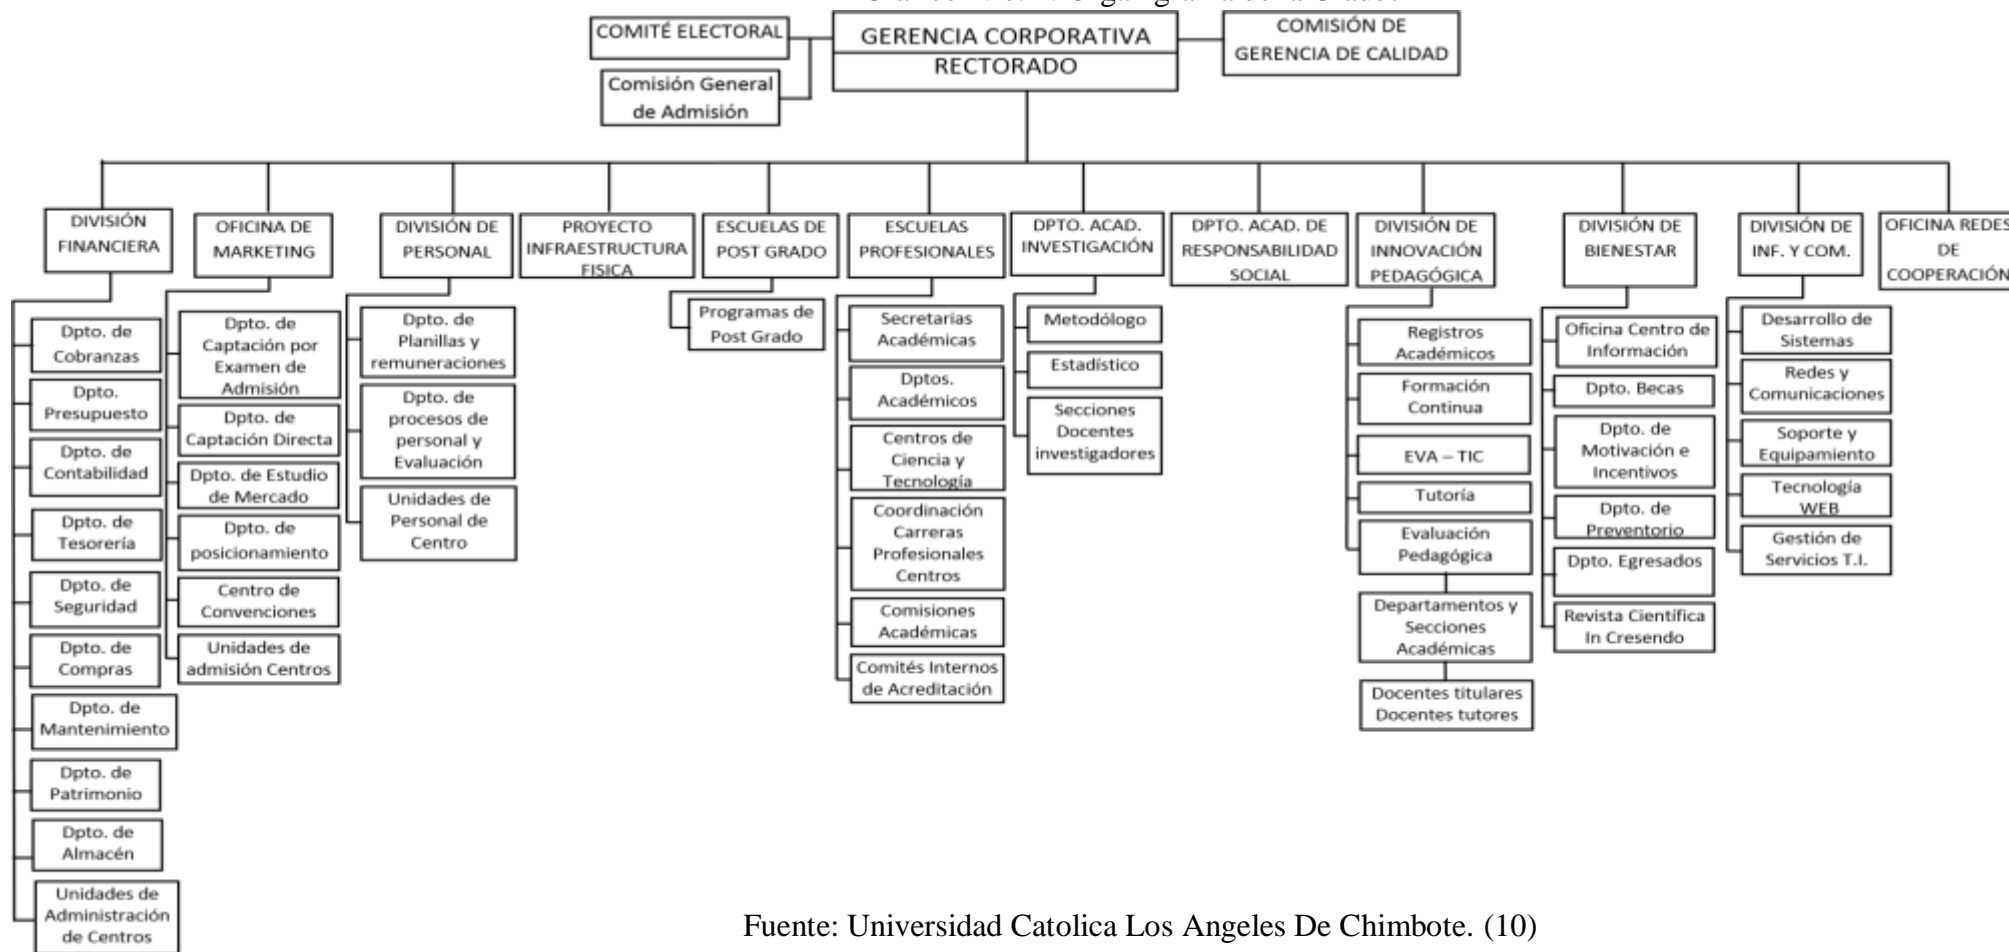 COMITÉ ELECTORAL
Comisión General
de Admisión
GERENCIA CORPORATIVA
RECTORADO
COMISIÓN DE
GERENCIA DE CALIDAD
DIVISIÓN
FINANCIERA
Dpto. de
Cobranzas
Dpto.
Presupuesto
Dpto. de
Contabilidad
Dpto. de
Tesorería
Dpto. de
Seguridad
Dpto. de
Compras
Dpto. de
Mantenimiento
Dpto. de
Patrimonio
Dpto. de
Almacén
Unidades de
Administración
de Centros
OFICINA DE
MARKETING
Dpto. de
Captación por
Examen de
Admisión
Dpto. de
Captación Directa
Dpto. de Estudio
de Mercado
Dpto. de
posicionamiento
Centro de
Convenciones
Unidades de
admisión Centros
DIVISIÓN DE
PERSONAL
Dpto. de
Planillas y
remuneraciones
Dpto. de
procesos de
personal y
Evaluación
Unidades de
Personal de
Centro
PROYECTO
INFRAESTRUCTURA
FISICA
ESCUELAS DE
POST GRADO
Programas de
Post Grado
ESCUELAS
PROFESIONALES
Secretarias
Académicas
Dptos.
Académicos
Centros de
Ciencia y
Tecnología
Coordinación
Carreras
Profesionales
Centros
Comisiones
Académicas
Comités Internos
de Acreditación
DPTO. ACAD.
INVESTIGACIÓN
Metodólogo
Estadístico
Secciones
Docentes
investigadores
DPTO. ACAD. DE
RESPONSABILIDAD
SOCIAL
DIVISIÓN DE
INNOVACIÓN
PEDAGÓGICA
Registros
Académicos
Formación
Continua
EVA – TIC
Tutoría
Evaluación
Pedagógica
Departamentos y
Secciones
Académicas
Docentes titulares
Docentes tutores
DIVISIÓN DE
BIENESTAR
Oficina Centro de
Información
Dpto. Becas
Dpto. de
Motivación e
Incentivos
Dpto. de
Preventorio
Dpto. Egresados
Revista Científica
In Cresendo
DIVISIÓN DE
INF. Y COM.
Desarrollo de
Sistemas
Redes y
Comunicaciones
Soporte y
Equipamiento
Tecnología
WEB
Gestión de
Servicios T.I.
OFICINA REDES
DE
COOPERACIÓN
Fuente: Universidad Catolica Los Angeles De Chimbote. (10)